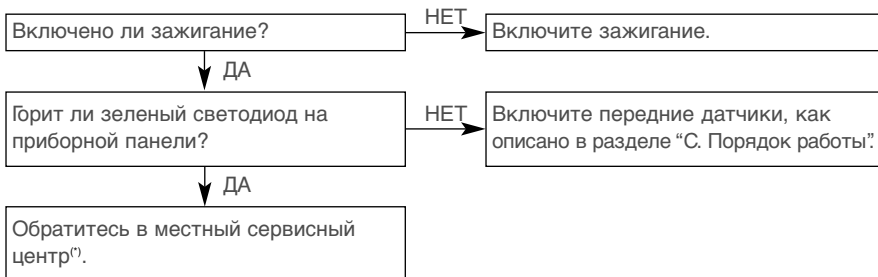 Включено ли зажигание?
НЕТ
Включите зажигание.
ДА
Горит ли зеленый светодиод на
приборной панели?
НЕТ
Включите передние датчики, как
описано в разделе “С. Порядок работы”.
ДА
Обратитесь в местный сервисный
центр(*).